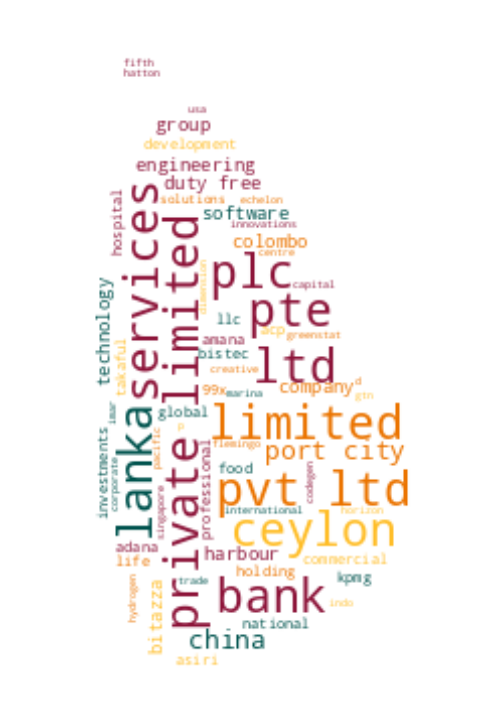 fifth
hatton
usa
group
development
engineering
duty free
solutions
echelon
hospital
services
software
innovations
private limited
colombo
centre
plc
dimension
capital
technology
pte
llc
acp
greenstat
amana
takaful
bistec
ltd
creative
company
d
99x
marina
gtn
imar
lanka
global
limited
p
pacific
flamingo
port city
investments
corporate
professional
food
codegen
singapore
pvt ltd
international
horizon
ceylon
adana
harbour
life
commercial
holding
kpmg
hydrogen
trade
bitazza
bank
indo
national
china
asiri